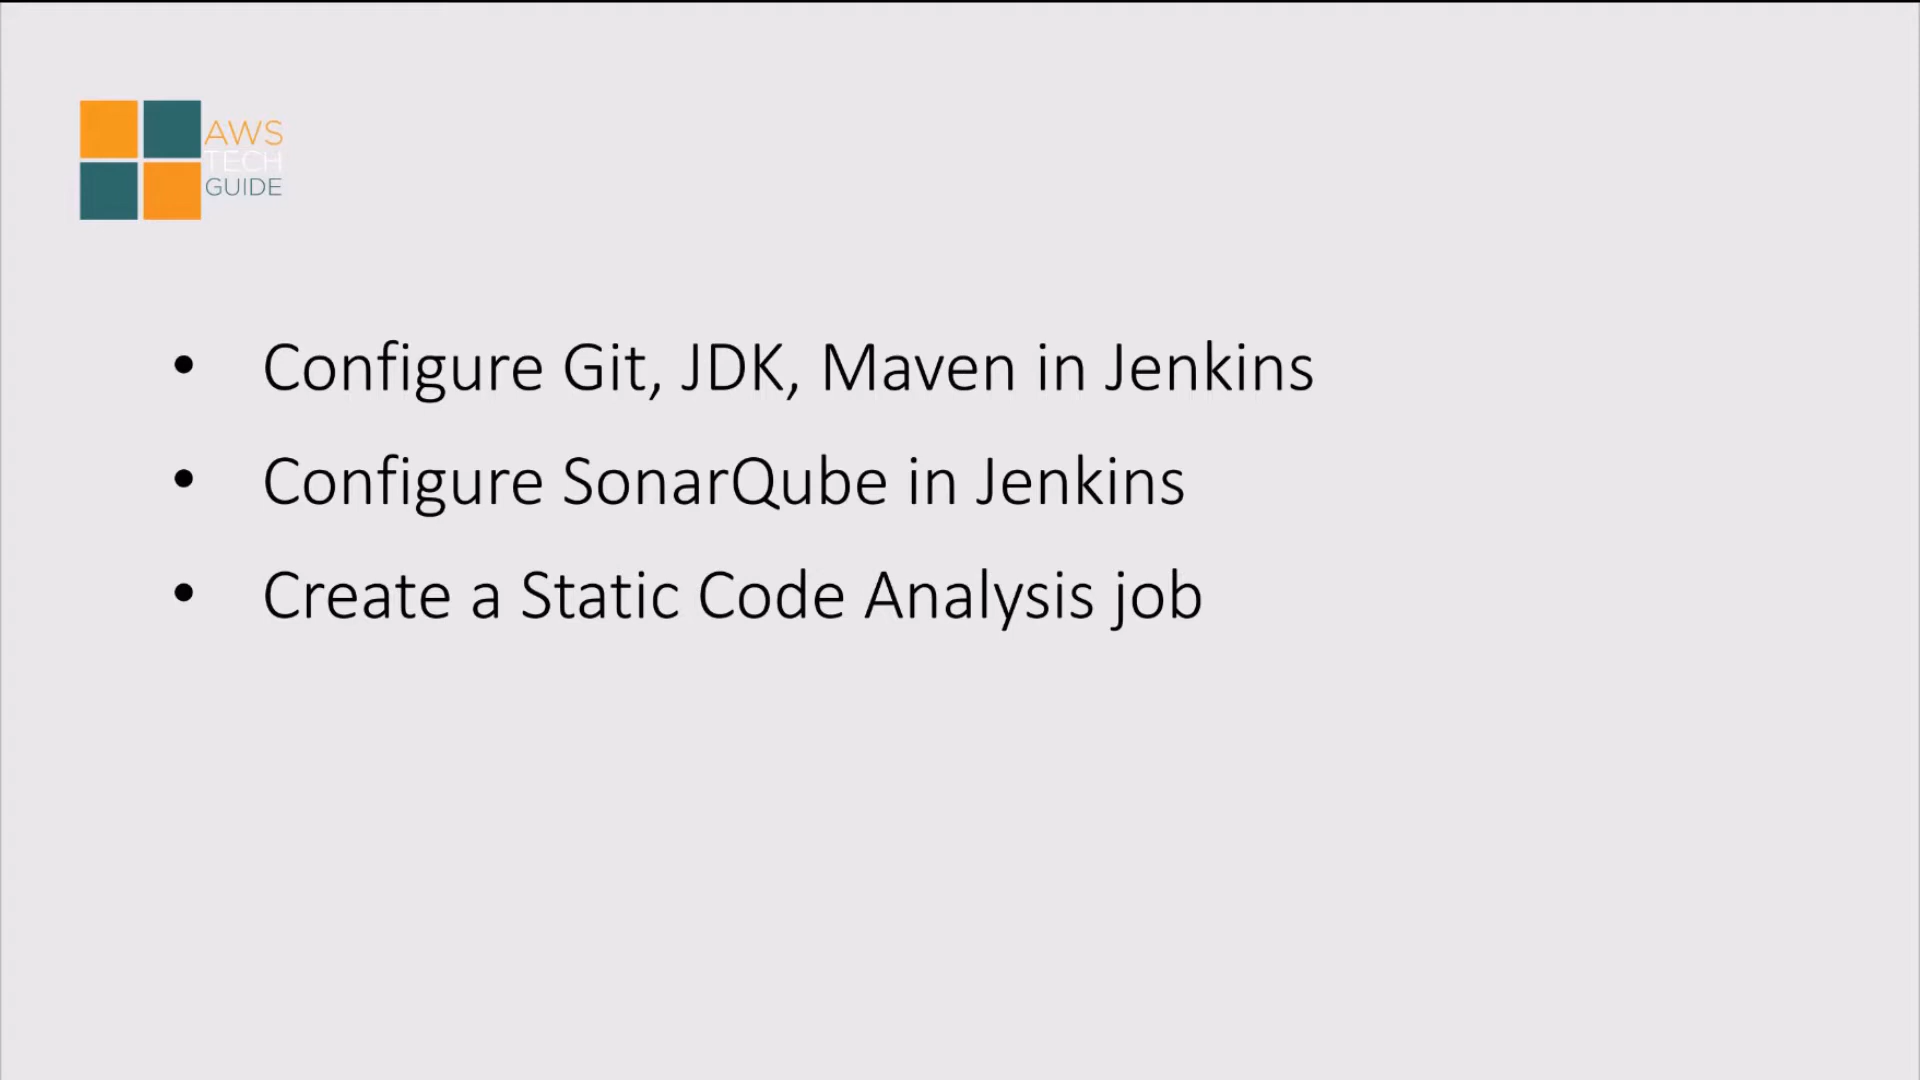 AWS
TECH
GUIDE
• Configure Git, JDK, Maven in Jenkins
• Configure SonarQube in Jenkins
• Create a Static Code Analysis job